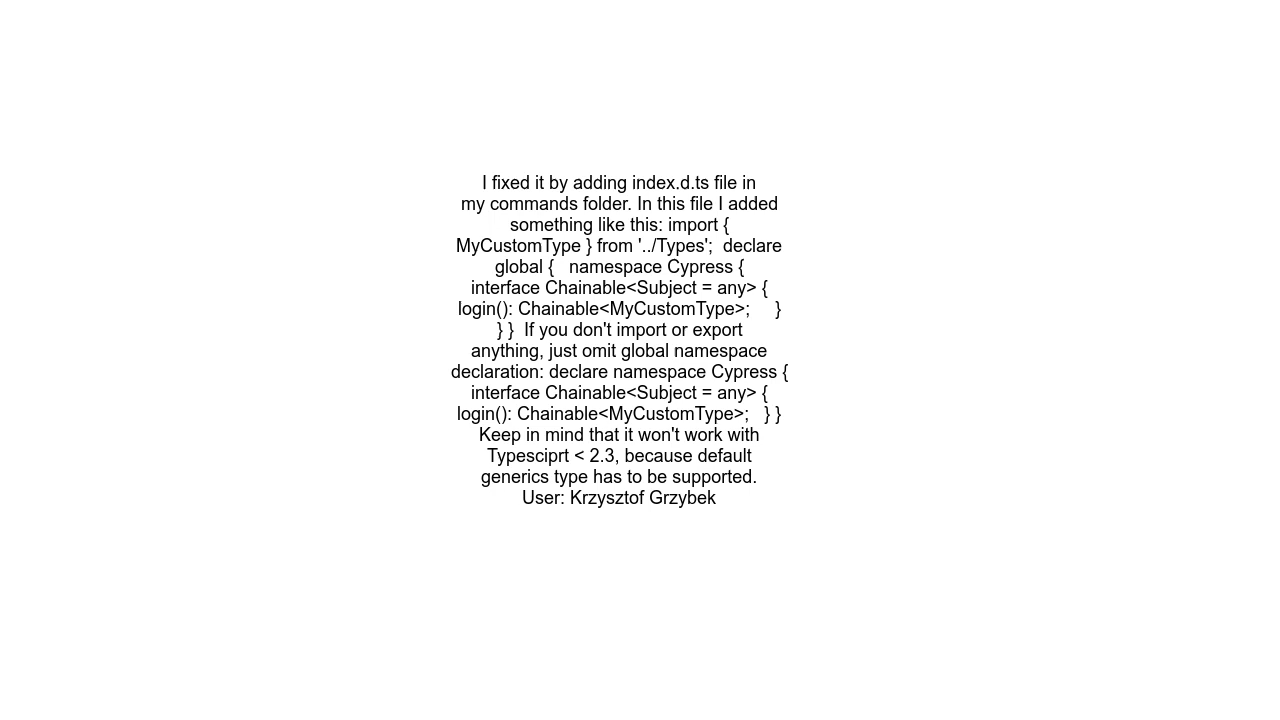 I fixed it by adding index.d.ts file in
my commands folder. In this file I added
something like this: import {
MyCustomType } from '../Types';  declare
global {   namespace Cypress {
interface Chainable<Subject = any> {
login(): Chainable<MyCustomType>;     }
} }  If you don't import or export
anything, just omit global namespace
declaration: declare namespace Cypress {
interface Chainable<Subject = any> {
login(): Chainable<MyCustomType>;   } }
Keep in mind that it won't work with
Typesciprt < 2.3, because default
generics type has to be supported.
User: Krzysztof Grzybek